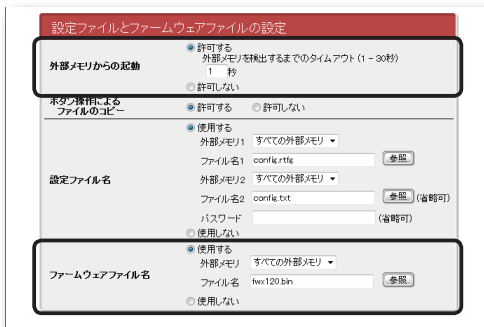 設定ファイルとファームウェアファイルの設定
外部メモリからの起動
許可する
外部メモリを検出するまでのタイムアウト(1 - 30秒)
1 秒
許可しない
ボタン操作による
ファイルのコピー
許可する 許可しない
設定ファイル名
使用する
外部メモリ1 すべての外部メモリ
ファイル名1 config.rtfg 参照
外部メモリ2 すべての外部メモリ
ファイル名2 config.txt 参照 (省略可)
パスワード (省略可)
使用しない
ファームウェアファイル名
使用する
外部メモリ すべての外部メモリ
ファイル名 fwx120.bin 参照
使用しない